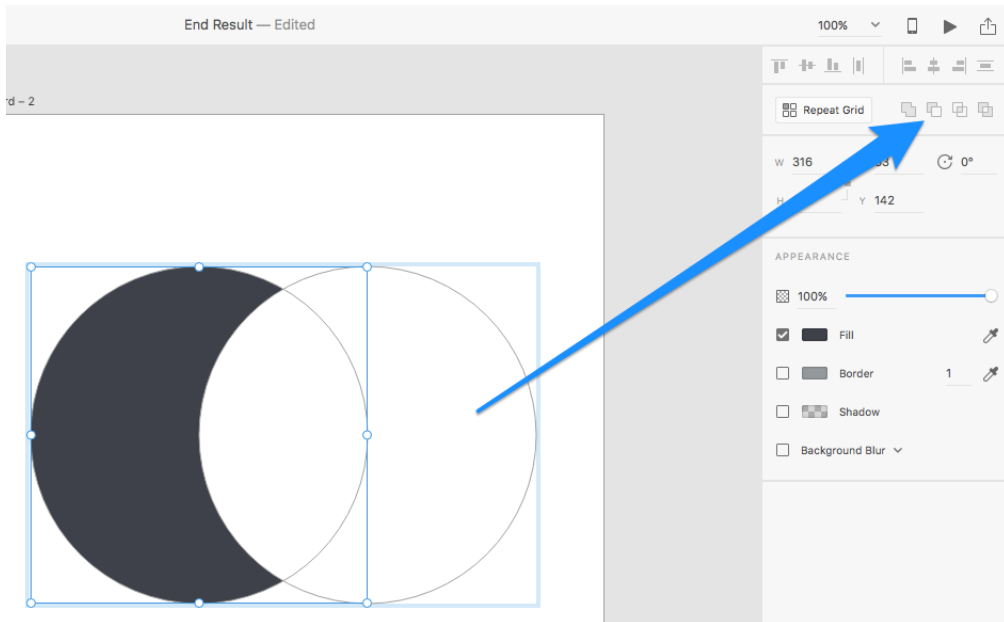 End Result — Edited
100%
rd – 2
Repeat Grid
W 316
0°
H
Y 142
APPEARANCE
100%
Fill
Border 1
Shadow
Background Blur